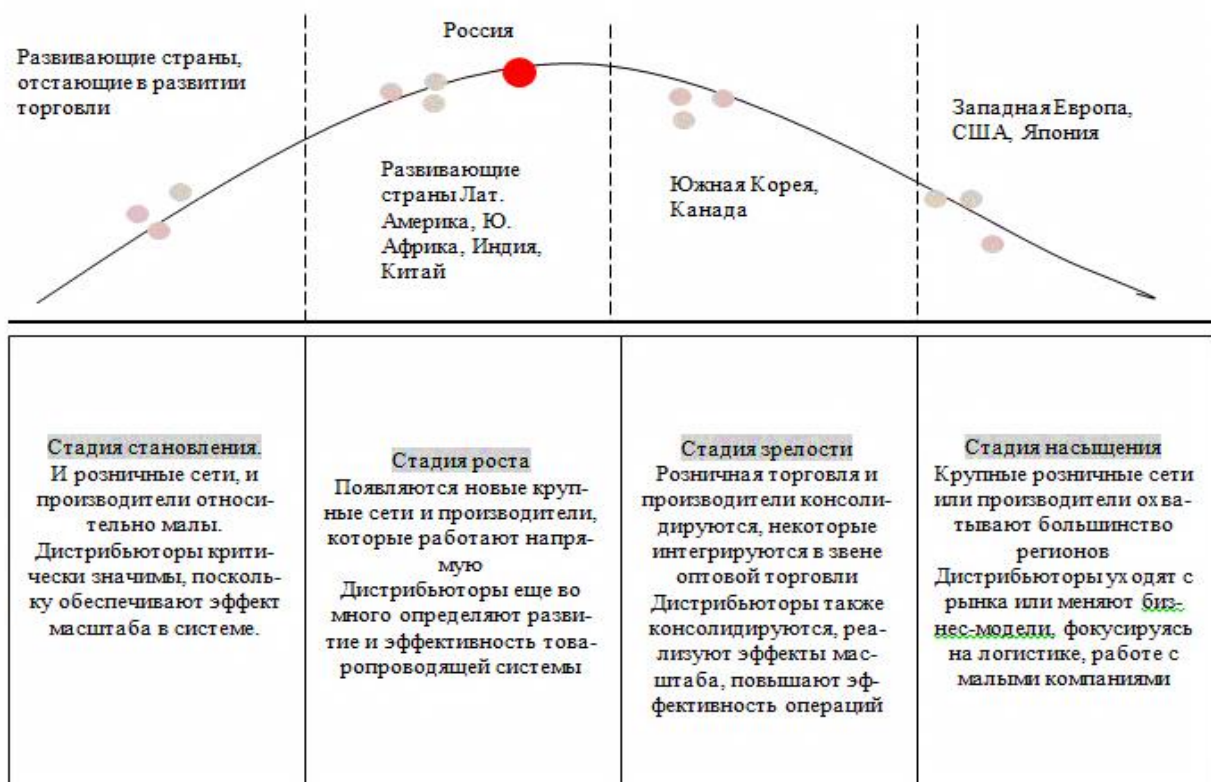 Развивающие страны,
отстающие в развитии
торговли
Россия
Развивающие
страны Лат.
Америка, Ю.
Африка, Индия,
Китай
Южная Корея,
Канада
Западная Европа,
США, Япония
Стадия становления.
И розничные сети, и
производители относи-
тельно малы.
Дистрибьюторы крити-
чески значимы, посколь-
ку обеспечивают эффект
масштаба в системе.
Стадия роста
Появляются новые круп-
ные сети и производители,
которые работают напря-
мую
Дистрибьюторы еще во
много определяют разви-
тие и эффективность това-
ропроводящей системы
Стадия зрелости
Розничная торговля и
производители консоли-
дируются, некоторые
интегрируются в звене
оптовой торговли
Дистрибьюторы также
консолидируются, реа-
лизуют эффекты мас-
штаба, повышают эф-
фективность операций
Стадия насыщения
Крупные розничные сети
или производители охва-
тывают большинство
регионов
Дистрибьюторы уходят с
рынка или меняют биз-
нес-модели, фокусируясь
на логистике, работе с
малыми компаниями